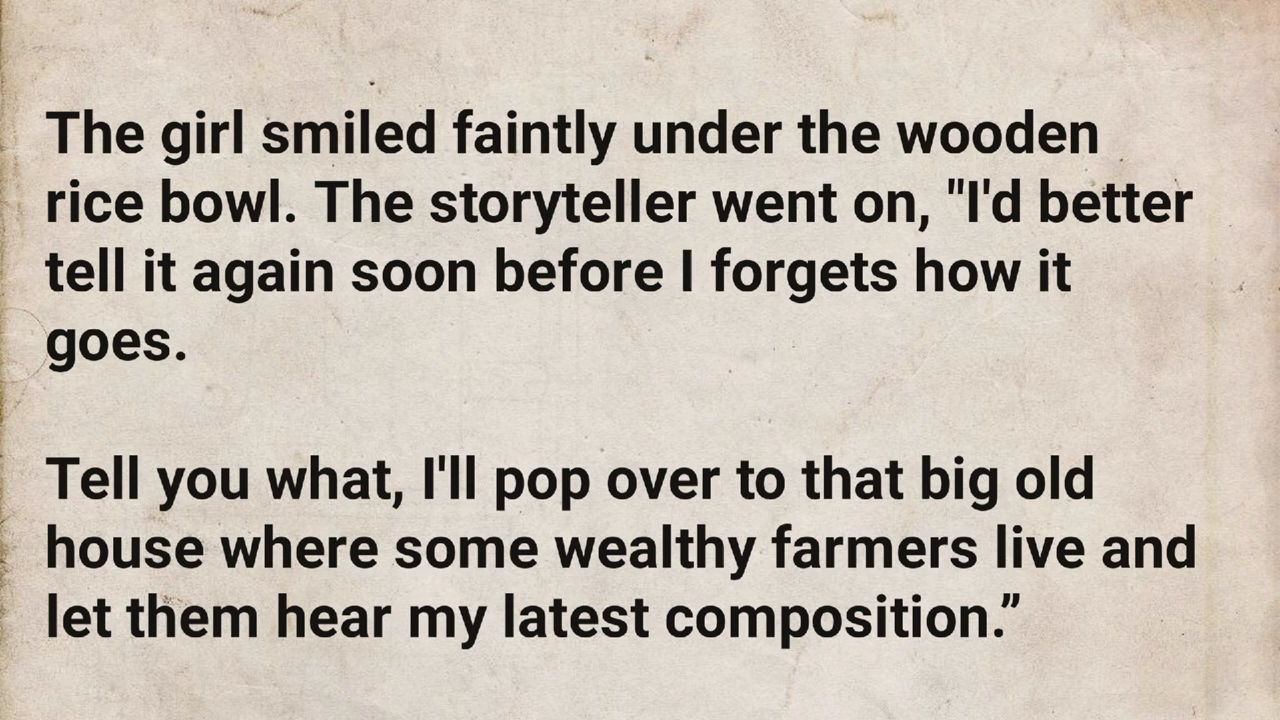 The girl smiled faintly under the wooden
rice bowl. The storyteller went on, "I'd better
tell it again soon before I forgets how it
goes.
Tell you what, I'll pop over to that big old
house where some wealthy farmers live and
let them hear my latest composition.”